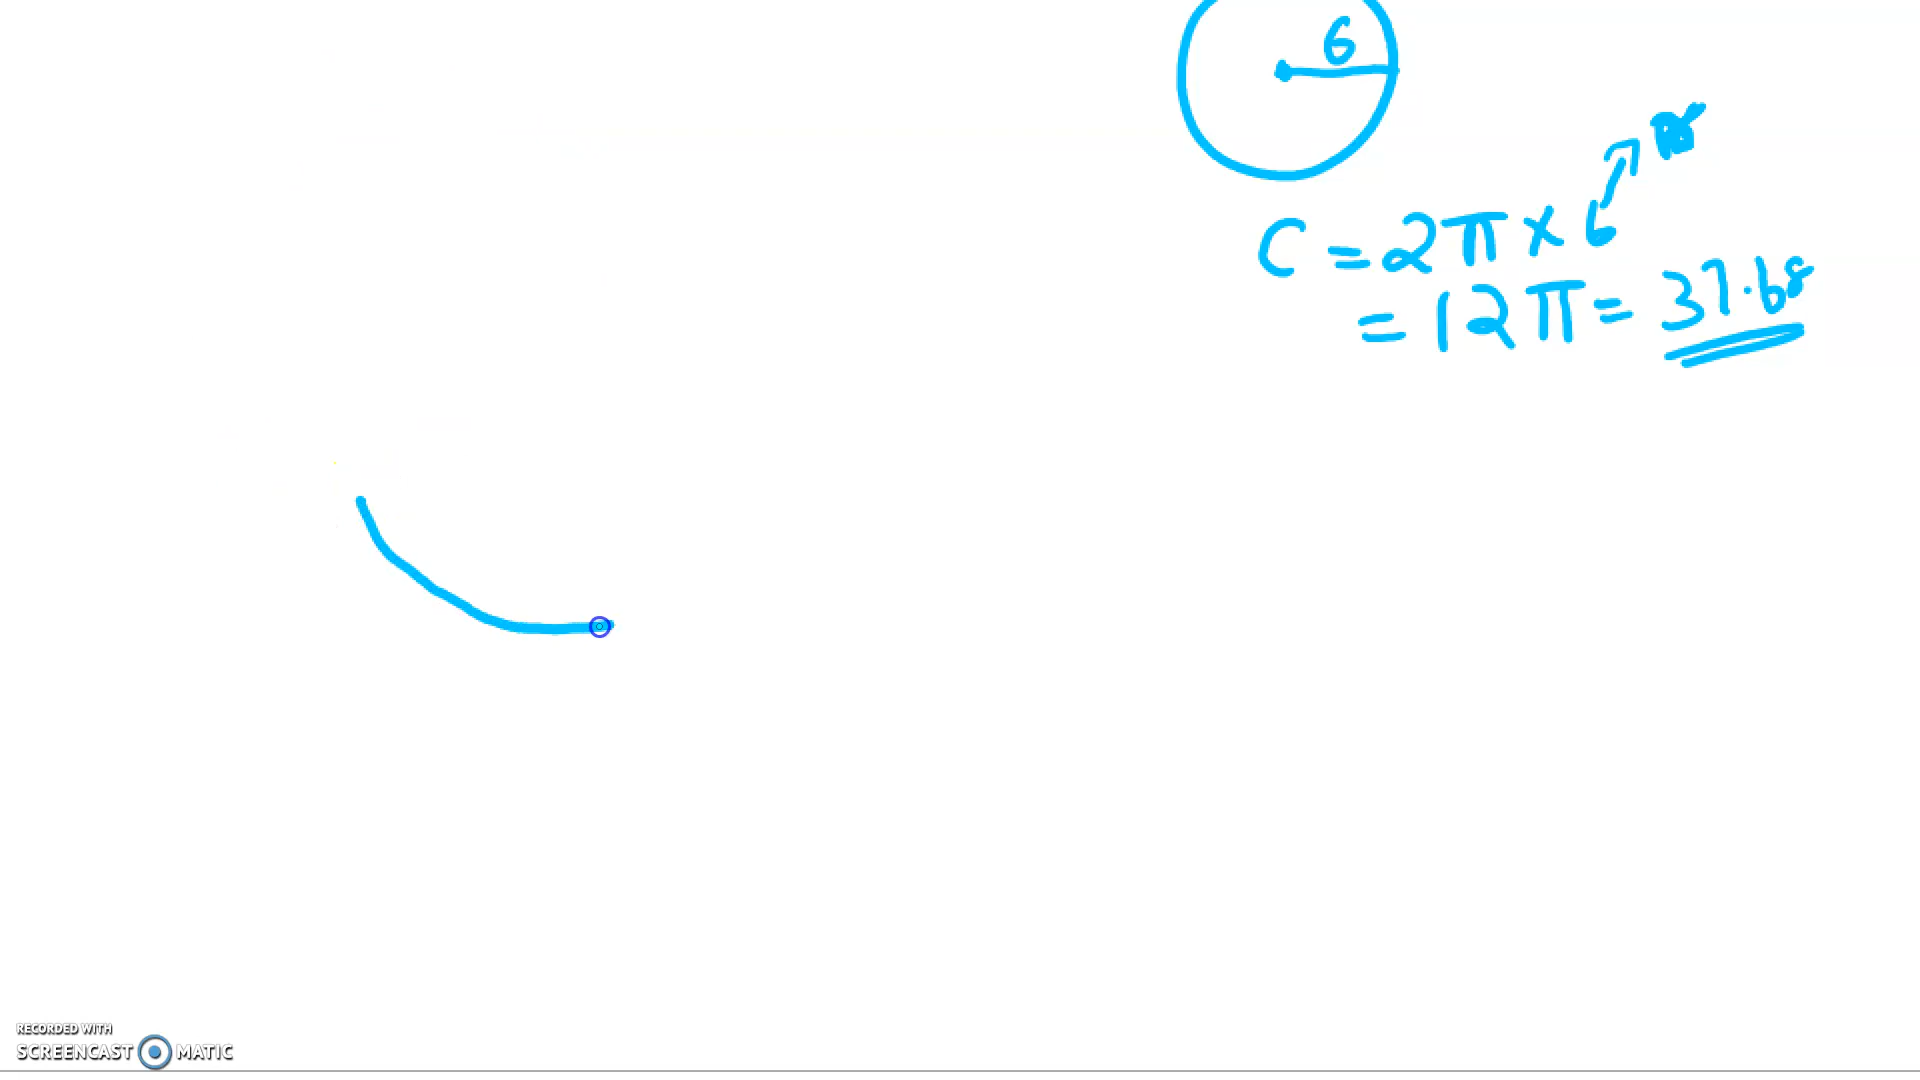 6
C = 2π × 6
= 12π = 37.68
RECORDED WITH
SCREENCAST MATIC